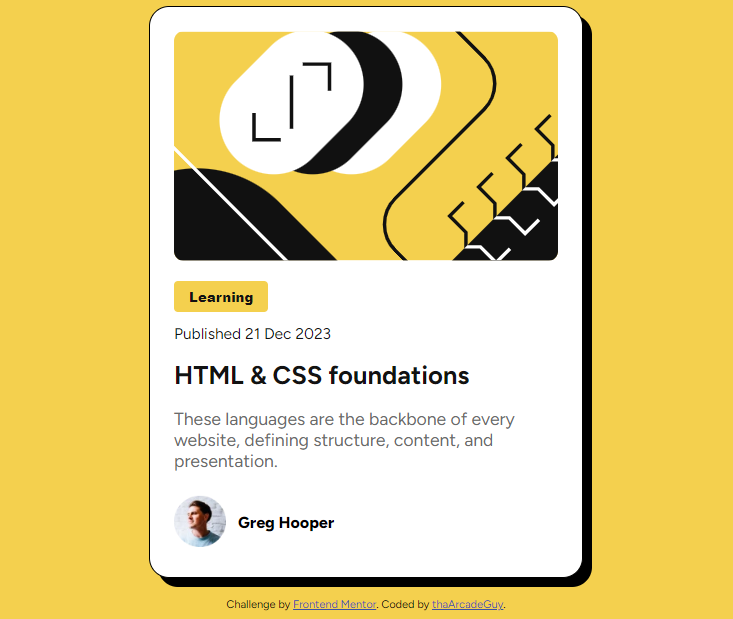 Learning
Published 21 Dec 2023
HTML & CSS foundations
These languages are the backbone of every
website, defining structure, content, and
presentation.
Greg Hooper
Challenge by Frontend Mentor. Coded by thaArcadeGuy.